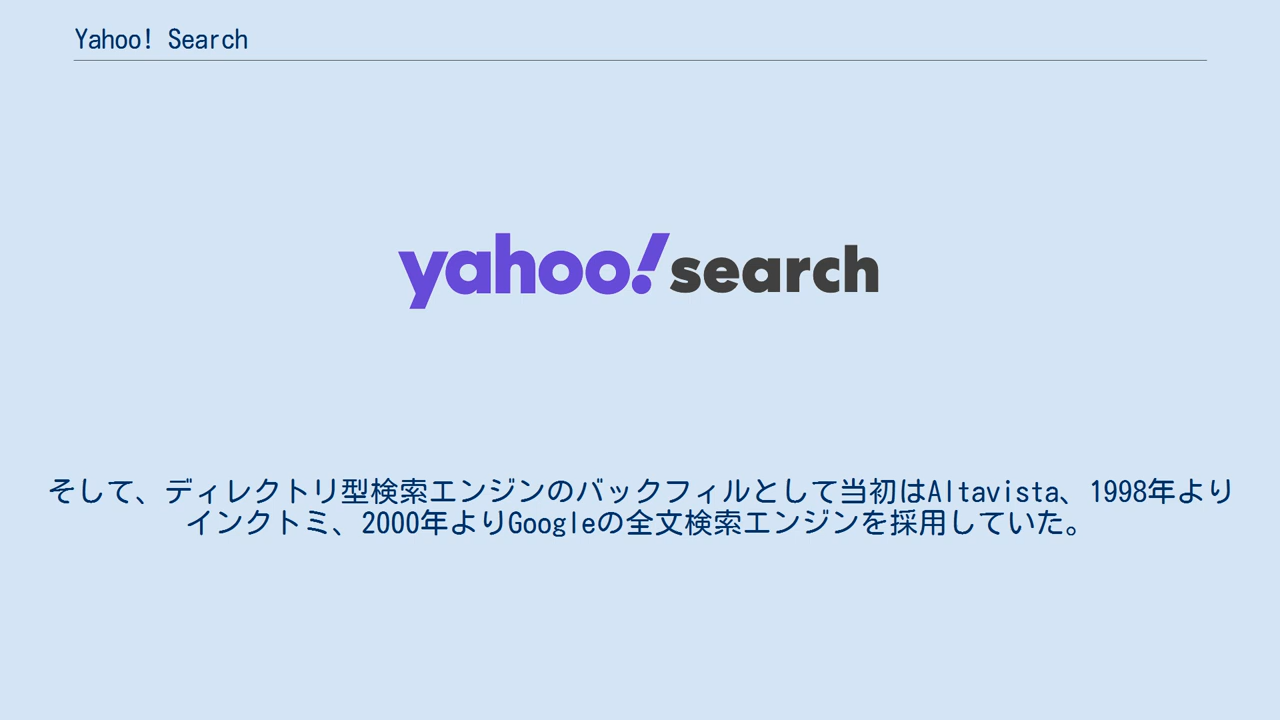 Yahoo! Search
yahoo!search
そして、ディレクトリ型検索エンジンのバックフィルとして当初はAltavista、1998年より
インクトミ、2000年よりGoogleの全文検索エンジンを採用していた。